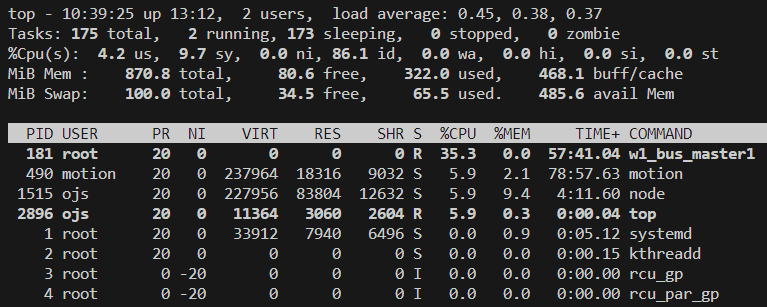 top - 10:39:25 up 13:12,  2 users,  load average: 0.45, 0.38, 0.37
Tasks: 175 total,   2 running, 173 sleeping,   0 stopped,   0 zombie
%Cpu(s):  4.2 us,  9.7 sy,  0.0 ni, 86.1 id,  0.0 wa,  0.0 hi,  0.0 si,  0.0 st
MiB Mem :    870.8 total,     80.6 free,    322.0 used,    468.1 buff/cache
MiB Swap:    100.0 total,     34.5 free,     65.5 used.    485.6 avail Mem
PID USER      PR  NI    VIRT    RES    SHR S  %CPU  %MEM     TIME+ COMMAND
181 root      20   0       0      0      0 R  35.3   0.0  57:41.04 w1_bus_master1
490 motion    20   0  237964  18316   9032 S   5.9   2.1  78:57.63 motion
1515 ojs       20   0  227956  83804  12632 S   5.9   9.4   4:11.60 node
2896 ojs       20   0   11364   3060   2604 R   5.9   0.3   0:00.04 top
1 root      20   0   33912   7940   6496 S   0.0   0.9   0:05.12 systemd
2 root      20   0       0      0      0 S   0.0   0.0   0:00.15 kthreadd
3 root       0 -20       0      0      0 I   0.0   0.0   0:00.00 rcu_gp
4 root       0 -20       0      0      0 I   0.0   0.0   0:00.00 rcu_par_gp